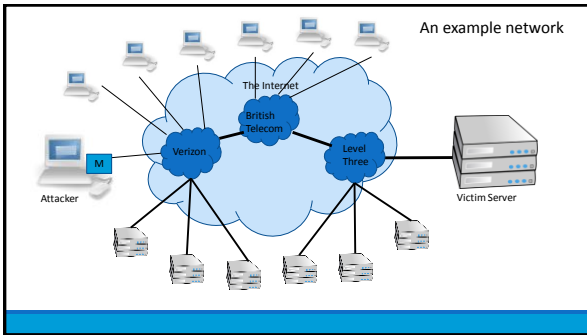 An example network
The Internet
British
Telecom
Verizon
Level
Three
M
Attacker
Victim Server